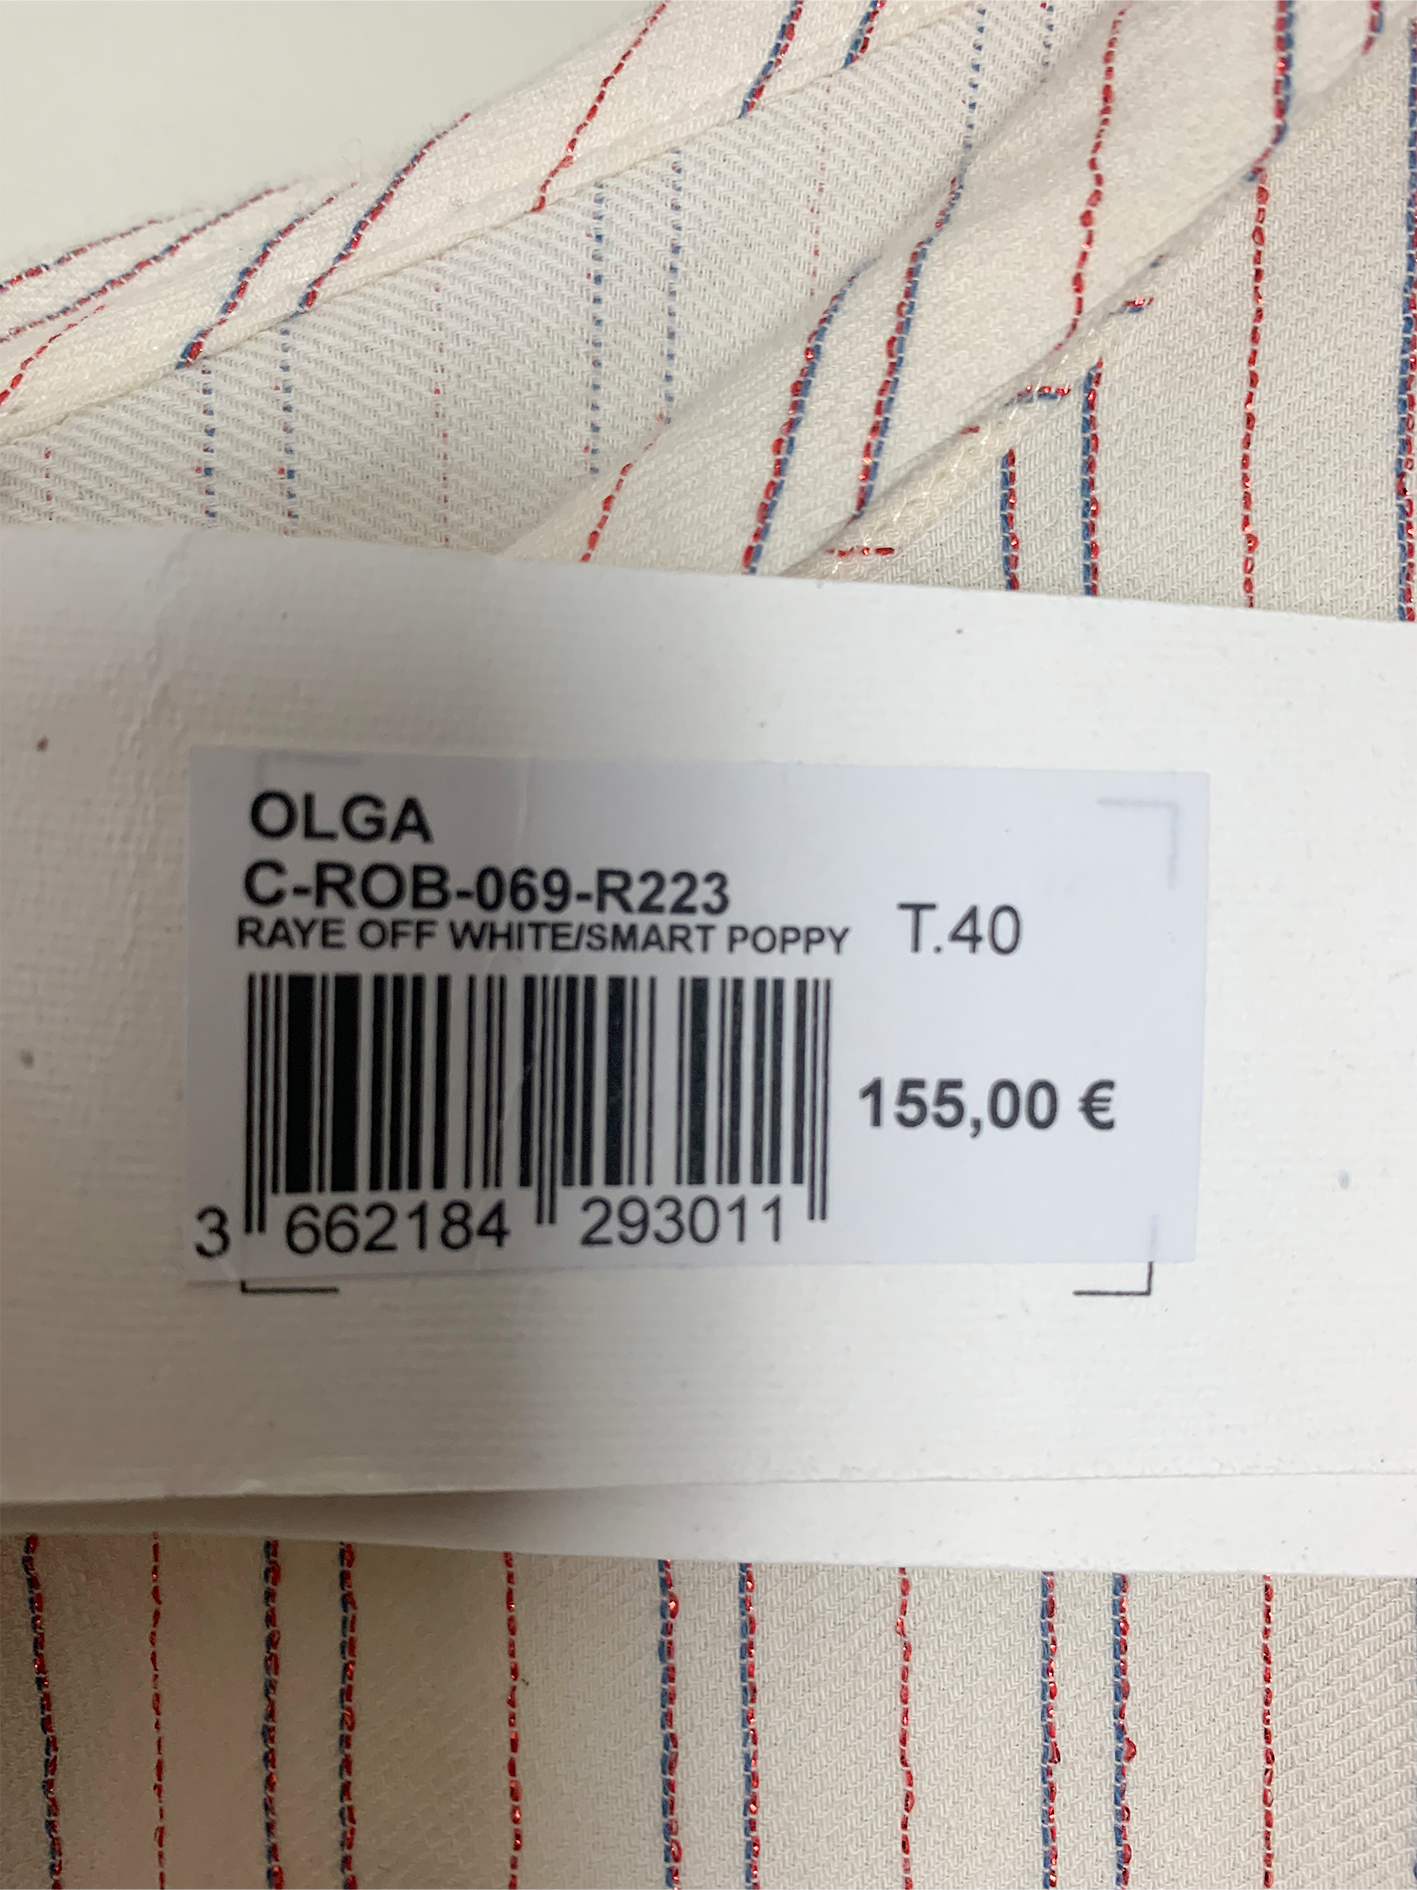 OLGA
C-ROB-069-R223
RAYE OFF WHITE/SMART POPPY T.40
155,00 €
3 662184 293011